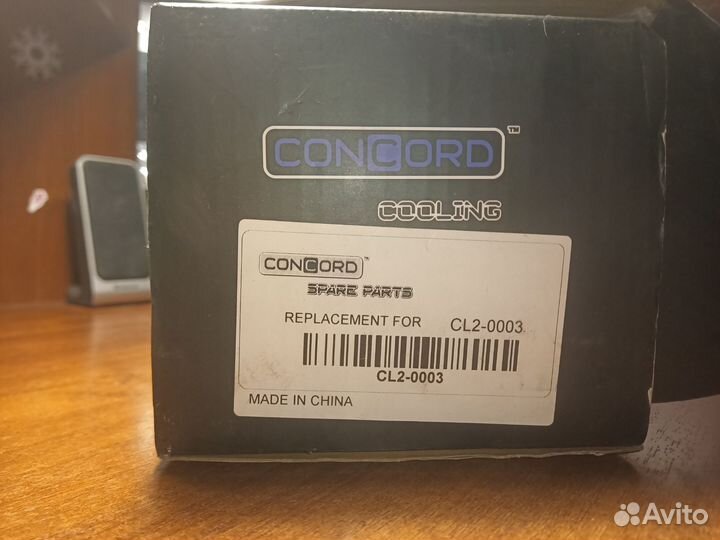 CONCORD™
COOLING
CONCORD™
SPARE PARTS
REPLACEMENT FOR CL2-0003
CL2-0003
MADE IN CHINA
Avito